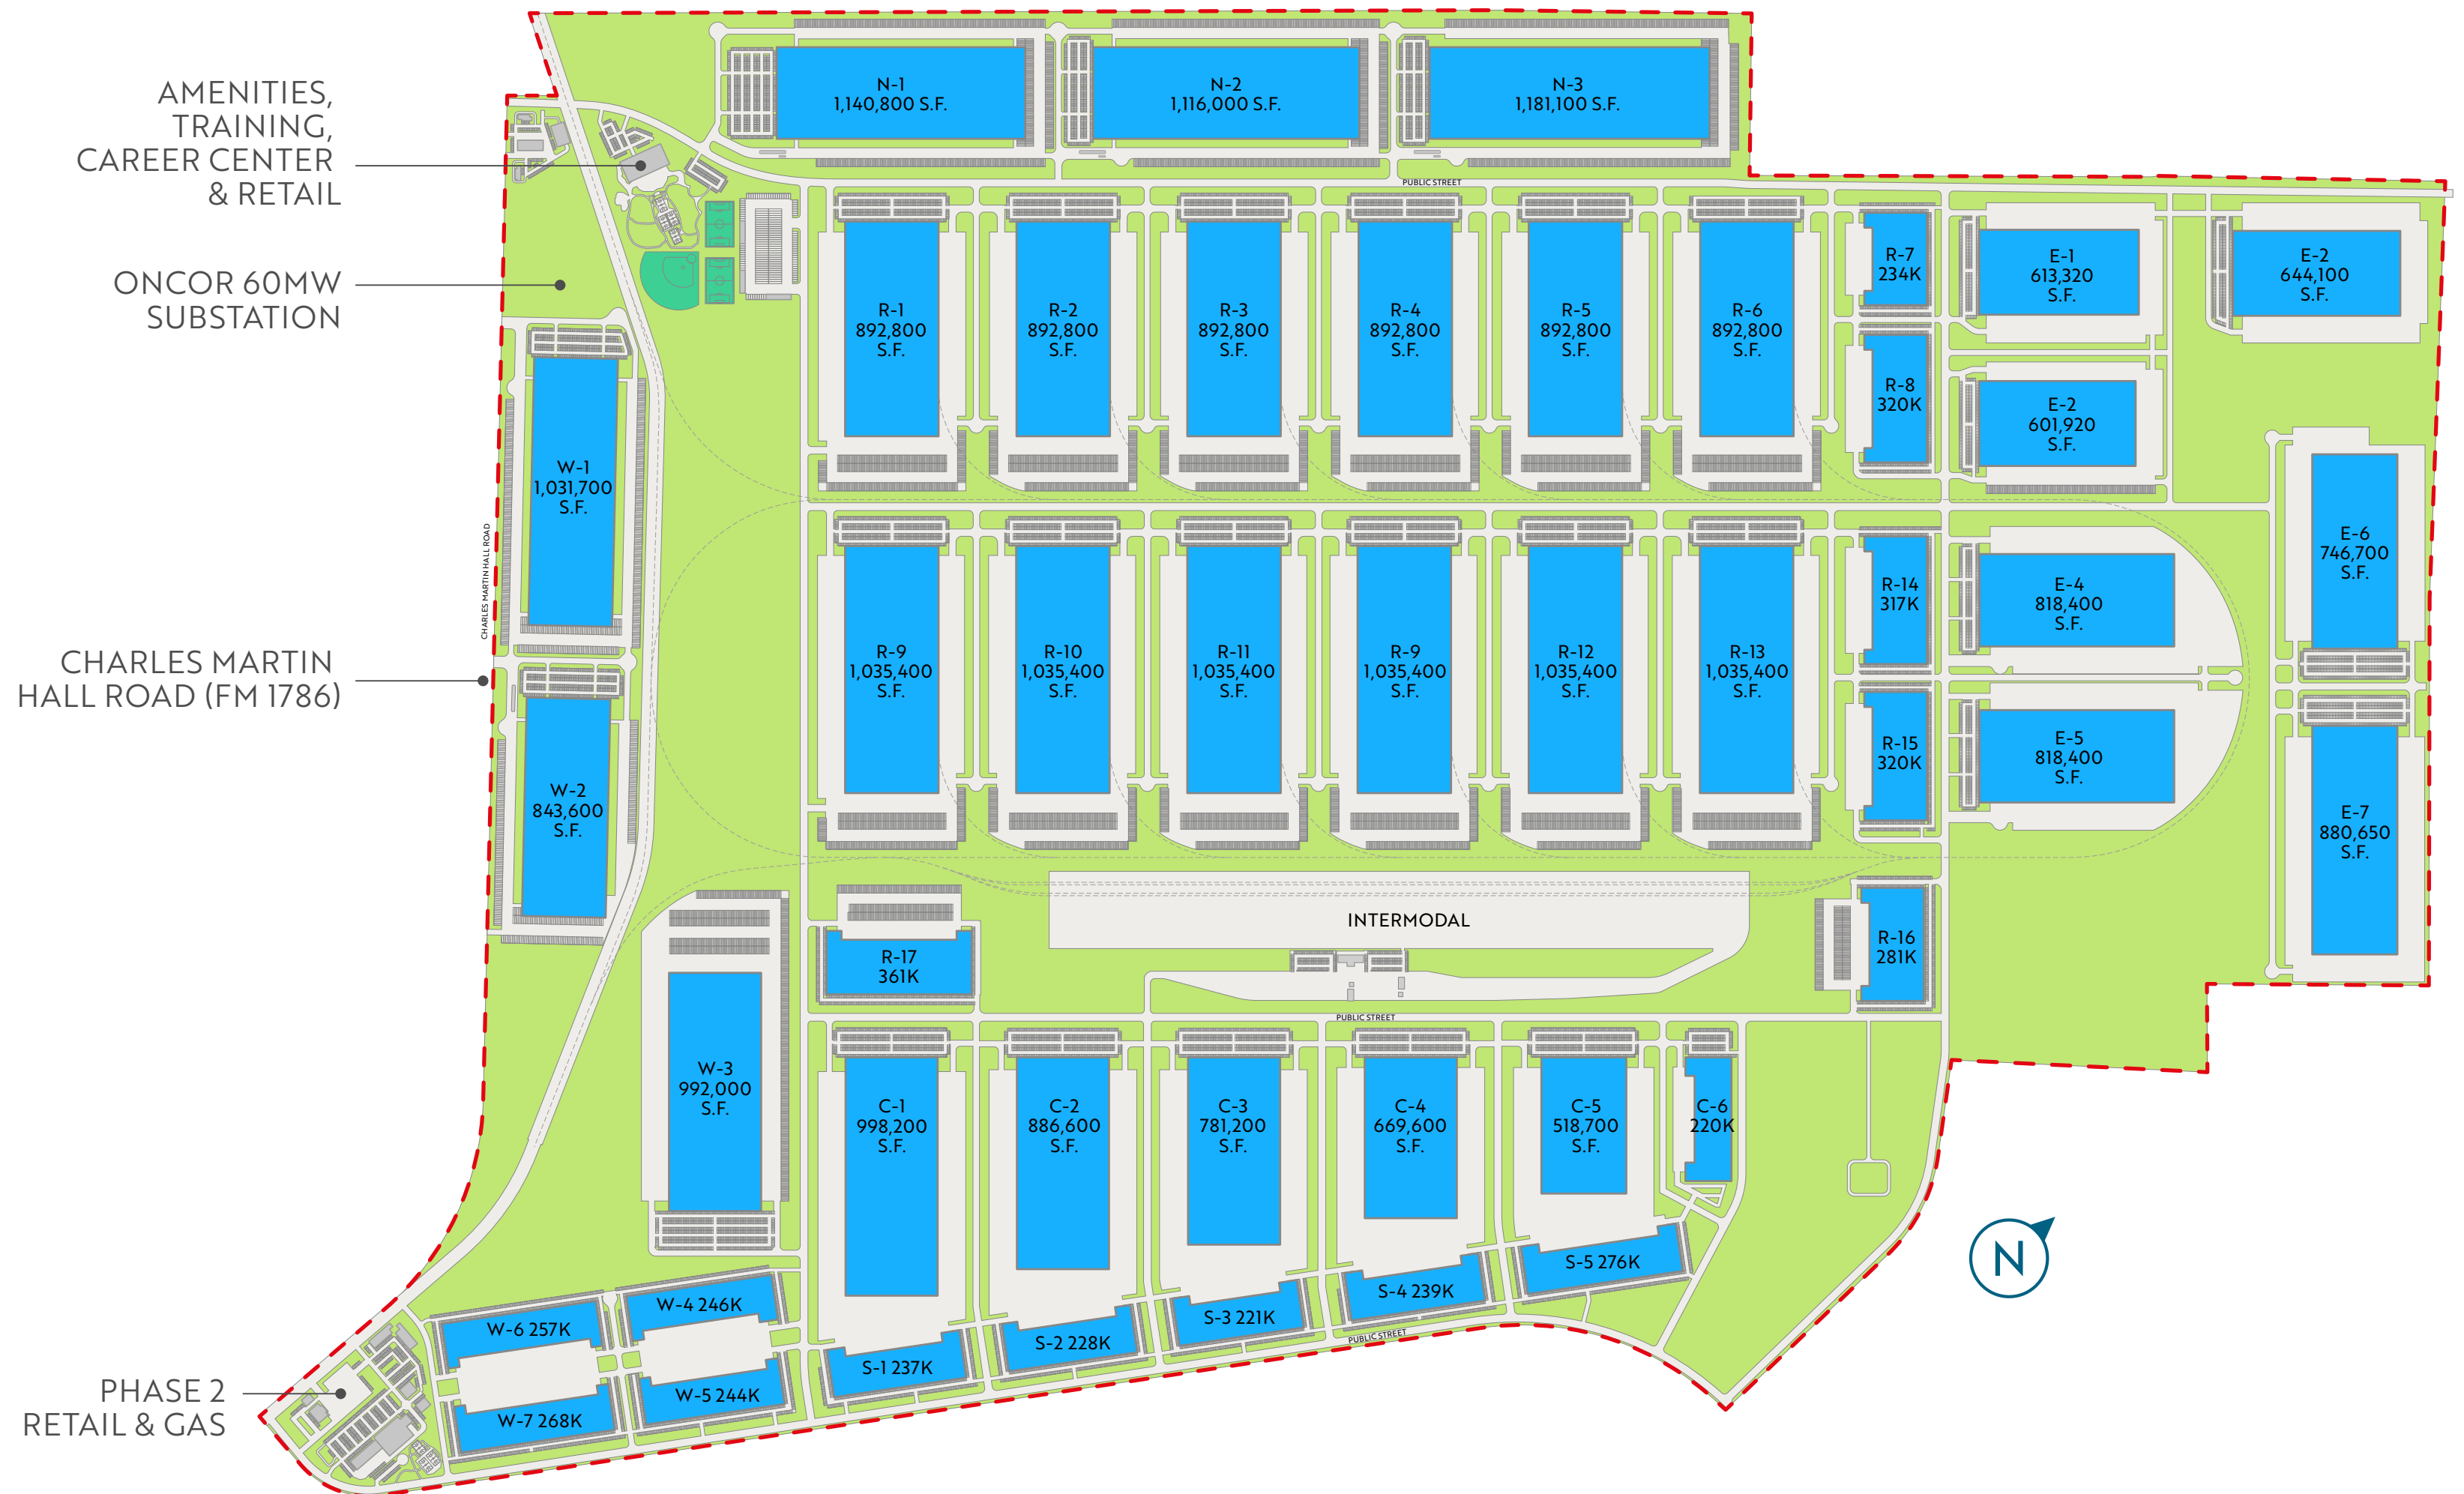 AMENITIES,
TRAINING,
CAREER CENTER
& RETAIL
ONCOR 60MW
SUBSTATION
CHARLES MARTIN
HALL ROAD (FM 1786)
PHASE 2
RETAIL & GAS
CHARLES MARTIN HALL ROAD
N-1
1,140,800 S.F.
N-2
1,116,000 S.F.
N-3
1,181,100 S.F.
PUBLIC STREET
R-1
892,800
S.F.
R-2
892,800
S.F.
R-3
892,800
S.F.
R-4
892,800
S.F.
R-5
892,800
S.F.
R-6
892,800
S.F.
R-7
234K
R-8
320K
E-1
613,320
S.F.
E-2
644,100
S.F.
E-2
601,920
S.F.
W-1
1,031,700
S.F.
W-2
843,600
S.F.
R-9
1,035,400
S.F.
R-10
1,035,400
S.F.
R-11
1,035,400
S.F.
R-9
1,035,400
S.F.
R-12
1,035,400
S.F.
R-13
1,035,400
S.F.
R-14
317K
R-15
320K
E-4
818,400
S.F.
E-5
818,400
S.F.
E-6
746,700
S.F.
E-7
880,650
S.F.
INTERMODAL
R-17
361K
R-16
281K
PUBLIC STREET
W-3
992,000
S.F.
C-1
998,200
S.F.
C-2
886,600
S.F.
C-3
781,200
S.F.
C-4
669,600
S.F.
C-5
518,700
S.F.
C-6
220K
S-5 276K
S-4 239K
S-3 221K
S-2 228K
S-1 237K
PUBLIC STREET
W-4 246K
W-6 257K
W-5 244K
W-7 268K
N